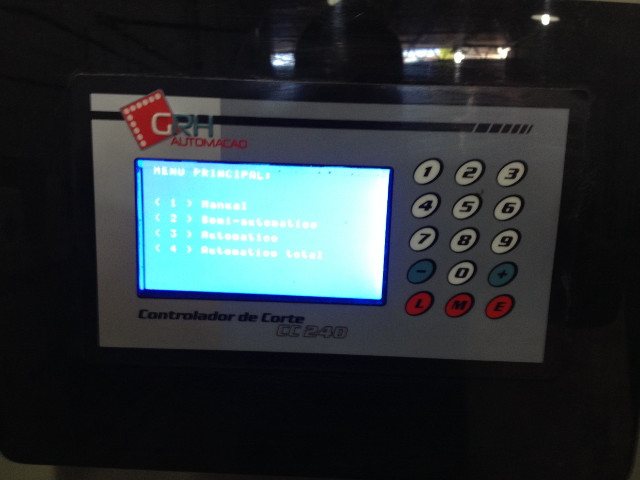 GRH
AUTOMAÇÃO
MENU PRINCIPAL:
< 1 > Manual
< 2 > Semi-automatico
< 3 > Automatico
< 4 > Automatico total
1 2 3
4 5 6
7 8 9
- 0 +
L M E
Controlador de Corte
CC 240